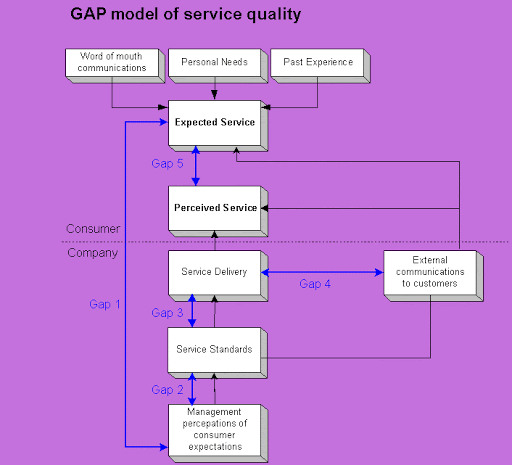 GAP model of service quality
Word of mouth
communications
Personal Needs
Past Experience
Expected Service
Gap 5
Perceived Service
Consumer
Company
Service Delivery
External
communications
to customers
Gap 4
Gap 1
Gap 3
Service Standards
Gap 2
Management
percepations of
consumer
expectations